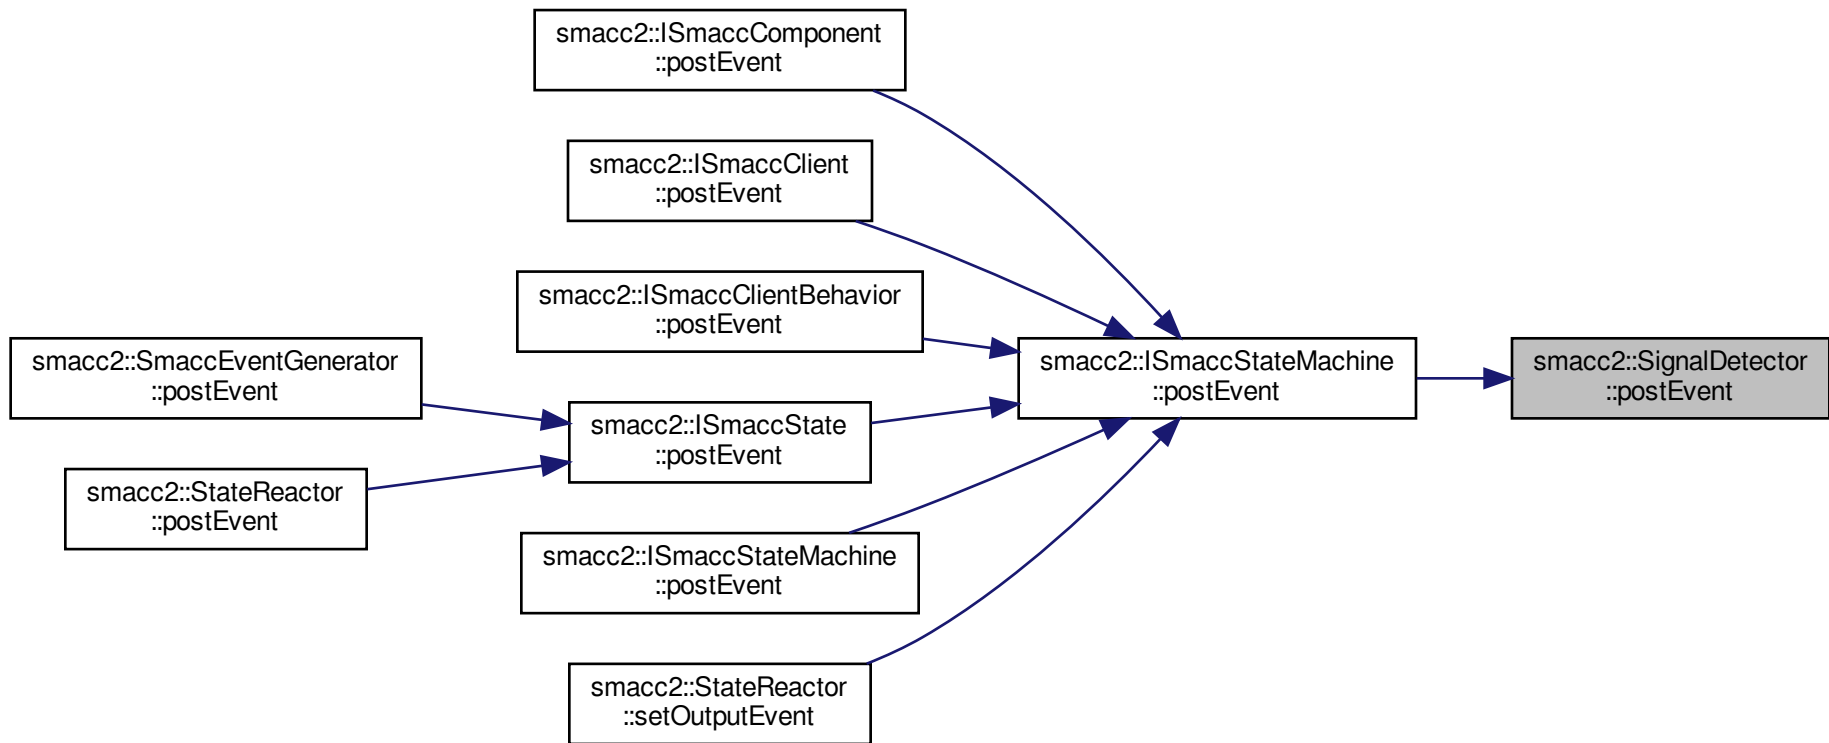 smacc2::ISmaccComponent
::postEvent
smacc2::ISmaccClient
::postEvent
smacc2::ISmaccClientBehavior
::postEvent
smacc2::SmaccEventGenerator
::postEvent
smacc2::ISmaccStateMachine
::postEvent
smacc2::SignalDetector
::postEvent
smacc2::ISmaccState
::postEvent
smacc2::StateReactor
::postEvent
smacc2::ISmaccStateMachine
::postEvent
smacc2::StateReactor
::setOutputEvent